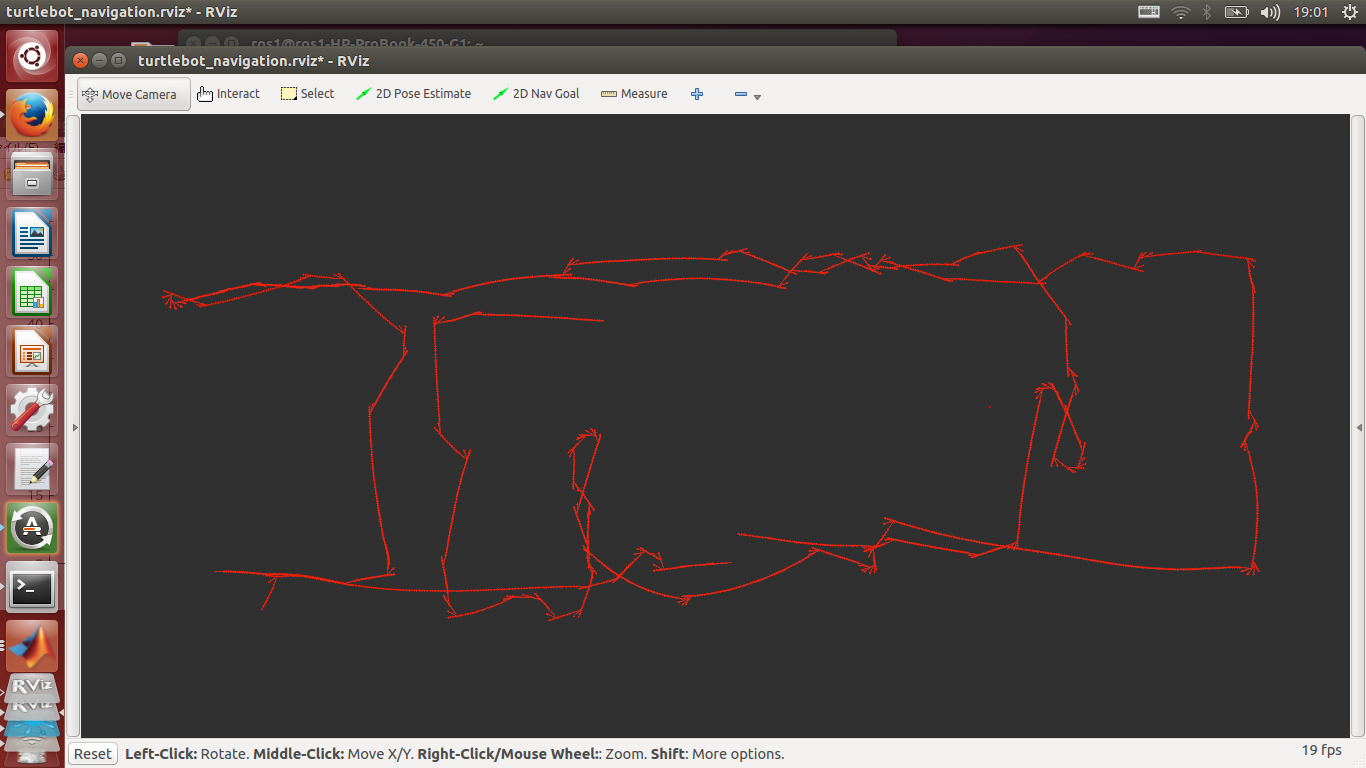 turtlebot_navigation.rviz* - RViz
19:01
ros1@ros1-HP-ProBook-450-G1: ~
turtlebot_navigation.rviz* - RViz
Move Camera Interact Select 2D Pose Estimate 2D Nav Goal Measure
40
15
RViz
RViz
Reset Left-Click: Rotate. Middle-Click: Move X/Y. Right-Click/Mouse Wheel:: Zoom. Shift: More options. 19 fps